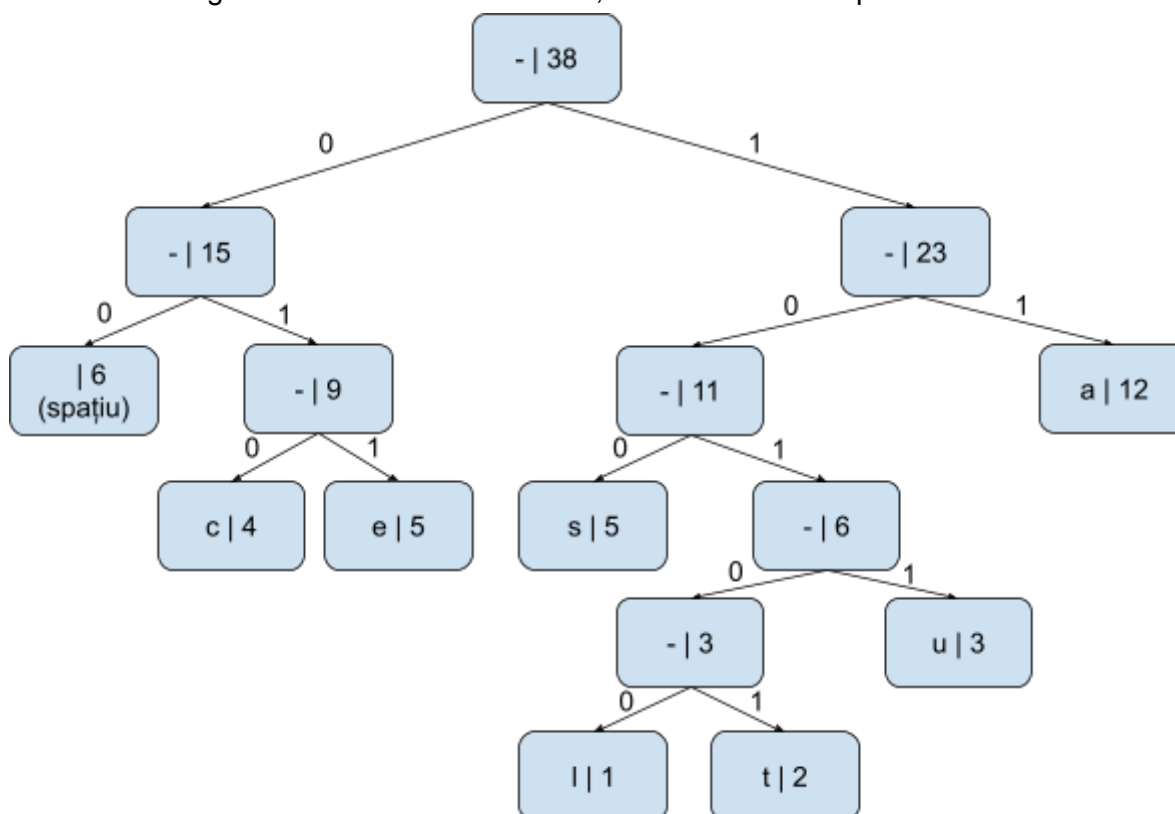 - | 38
0 1
- | 15 - | 23
0 1 0 1
| 6
(spațiu)
- | 9 - | 11 a | 12
0 1 0 1
c | 4 e | 5 s | 5 - | 6
0 1
- | 3 u | 3
0 1
l | 1 t | 2